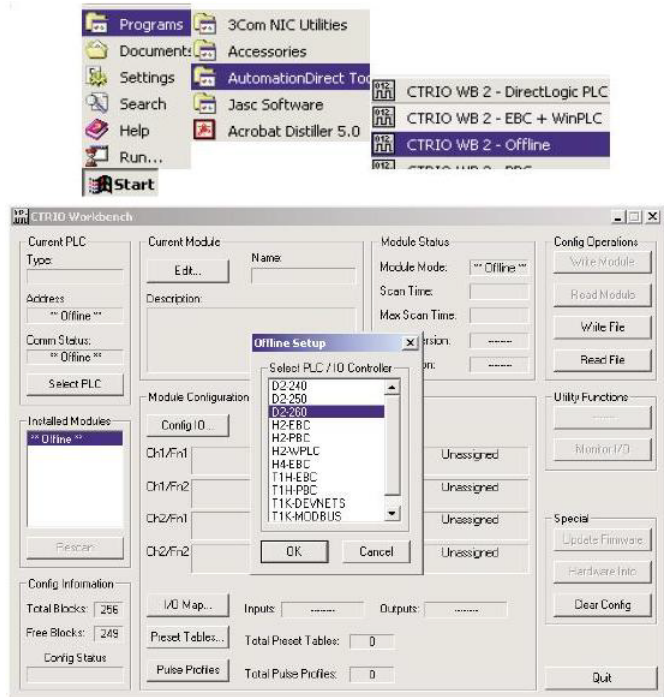 Programs
Documents
Settings
Search
Help
Run...
Start
3Com NIC Utilities
Accessories
AutomationDirect Too
Jasc Software
Acrobat Distiller 5.0
CTRIO WB 2 - DirectLogic PLC
CTRIO WB 2 - EBC + WinPLC
CTRIO WB 2 - Offline
CTRIO Workbench
Current PLC
Type:
Address
** Offline **
Comm Status:
** Offline **
Select PLC
Installed Modules
** Offline **
Rescan
Config Information
Total Blocks: 256
Free Blocks: 249
Config Status
Current Module
Edit...
Name:
Description:
Module Configuration
Config IO...
Ch1/Fn1
Unassigned
Ch1/Fn2
Ch2/Fn1
Unassigned
Ch2/Fn2
Unassigned
I/O Map...
Inputs: -------
Outputs: -------
Preset Tables...
Total Preset Tables: 0
Pulse Profiles
Total Pulse Profiles: 0
Module Status
Module Mode: ** Offline **
Scan Time:
Max Scan Time:
ersion: -------
on: -------
Offline Setup
Select PLC / IO Controller
D2-240
D2-250
D2-260
H2-EBC
H2-PBC
H2-WPLC
H4-EBC
T1H-EBC
T1H-PBC
T1K-DEVNETS
T1K-MODBUS
OK
Cancel
Config Operations
Write Module
Read Module
Write File
Read File
Utility Functions
-------
Monitor I/O
Special
Update Firmware
Hardware Info
Clear Config
Quit